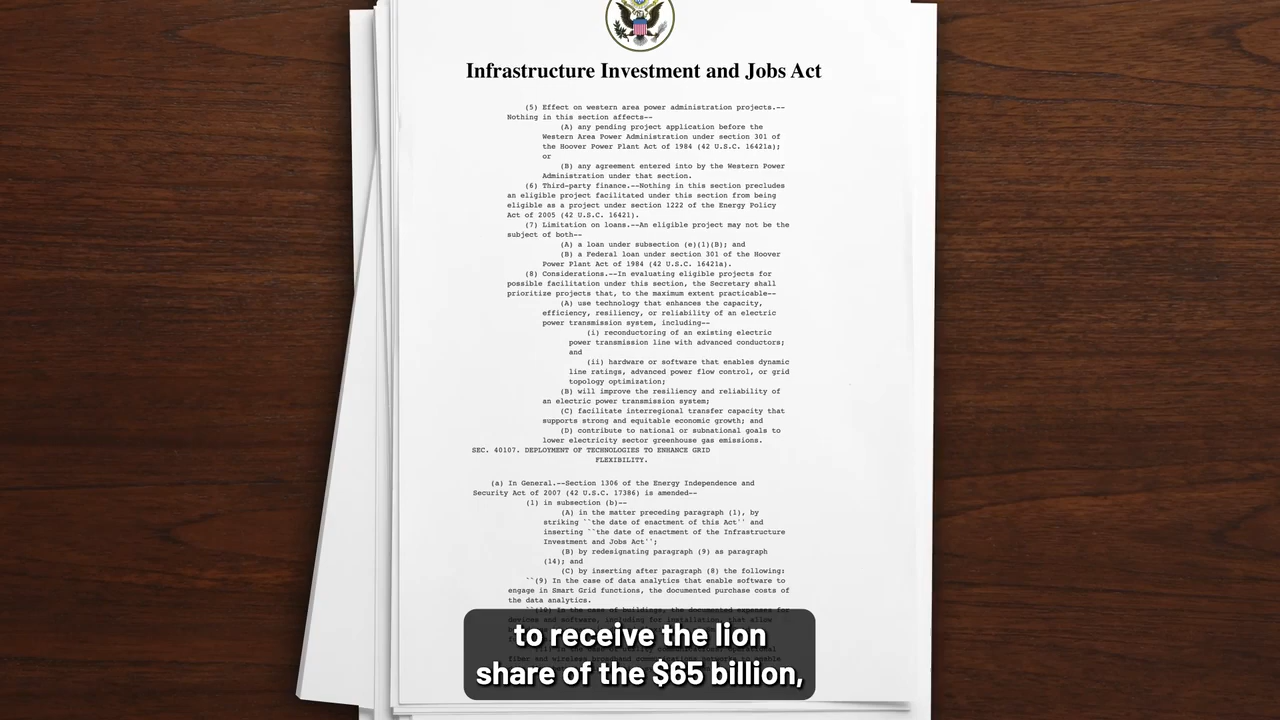 Infrastructure Investment and Jobs Act
(5) Effect on western area power administration projects.--
Nothing in this section affects--
(A) any pending project application before the
Western Area Power Administration under section 301 of
the Hoover Power Plant Act of 1984 (42 U.S.C. 16421a);
or
(B) any agreement entered into by the Western Power
Administration under that section.
(6) Third-party finance.--Nothing in this section precludes
an eligible project facilitated under this section from being
eligible as a project under section 1222 of the Energy Policy
Act of 2005 (42 U.S.C. 16421).
(7) Limitation on loans.--An eligible project may not be the
subject of both--
(A) a loan under subsection (e)(1)(B); and
(B) a Federal loan under section 301 of the Hoover
Power Plant Act of 1984 (42 U.S.C. 16421a).
(8) Considerations.--In evaluating eligible projects for
possible facilitation under this section, the Secretary shall
prioritize projects that, to the maximum extent practicable--
(A) use technology that enhances the capacity,
efficiency, resiliency, or reliability of an electric
power transmission system, including--
(i) reconductoring of an existing electric
power transmission line with advanced conductors;
and
(ii) hardware or software that enables dynamic
line ratings, advanced power flow control, or grid
topology optimization;
(B) will improve the resiliency and reliability of
an electric power transmission system;
(C) facilitate interregional transfer capacity that
supports strong and equitable economic growth; and
(D) contribute to national or subnational goals to
lower electricity sector greenhouse gas emissions.
SEC. 40107. DEPLOYMENT OF TECHNOLOGIES TO ENHANCE GRID
FLEXIBILITY.
(a) In General.--Section 1306 of the Energy Independence and
Security Act of 2007 (42 U.S.C. 17386) is amended--
(1) in subsection (b)--
(A) in the matter preceding paragraph (1), by
striking ``the date of enactment of this Act'' and
inserting ``the date of enactment of the Infrastructure
Investment and Jobs Act'';
(B) by redesignating paragraph (9) as paragraph
(14); and
(C) by inserting after paragraph (8) the following:
``(9) In the case of data analytics that enable software to
engage in Smart Grid functions, the documented purchase costs of
the data analytics.
``(10) In the case of buildings, the documented expenses for
to receive the lion
share of the $65 billion,